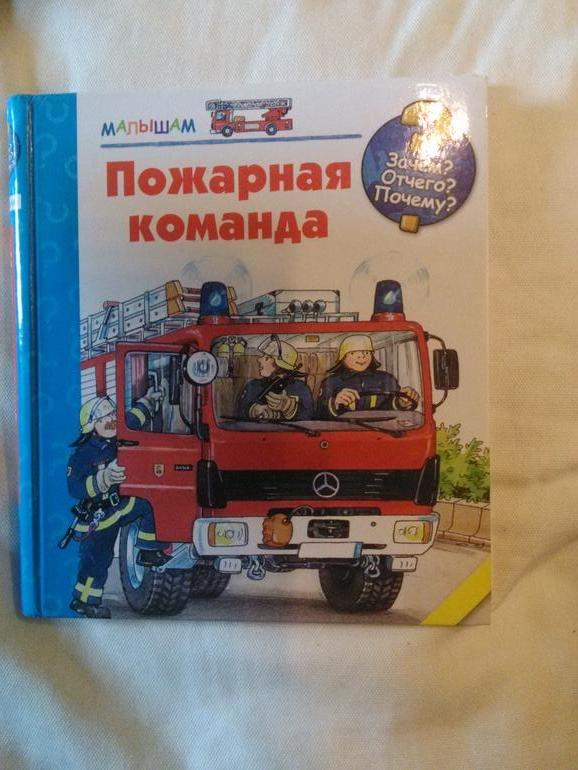 МАЛЫШАМ
Зачем?
Отчего?
Почему?
Пожарная
команда